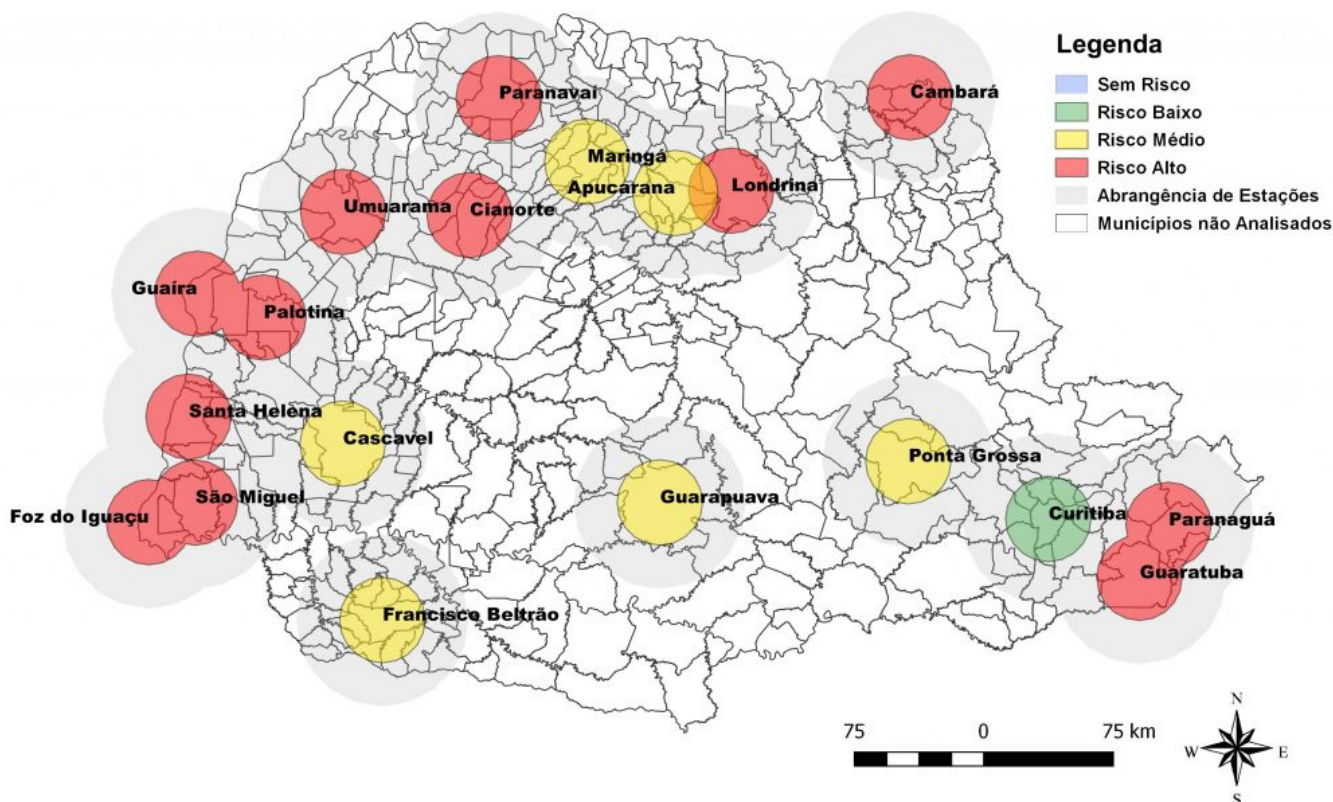 Legenda
Sem Risco
Risco Baixo
Risco Médio
Risco Alto
Abrangência de Estações
Municípios não Analisados
Paranavai
Cambará
Maringá
Apucarana
Londrina
Umuarama
Cianorte
Guaíra
Palotina
Santa Helena
Cascavel
Ponta Grossa
São Miguel
Guarapuava
Foz do Iguaçu
Curitiba
Paranaguá
Guaratuba
Francisco Beltrão
75 0 75 km
N
W E
S